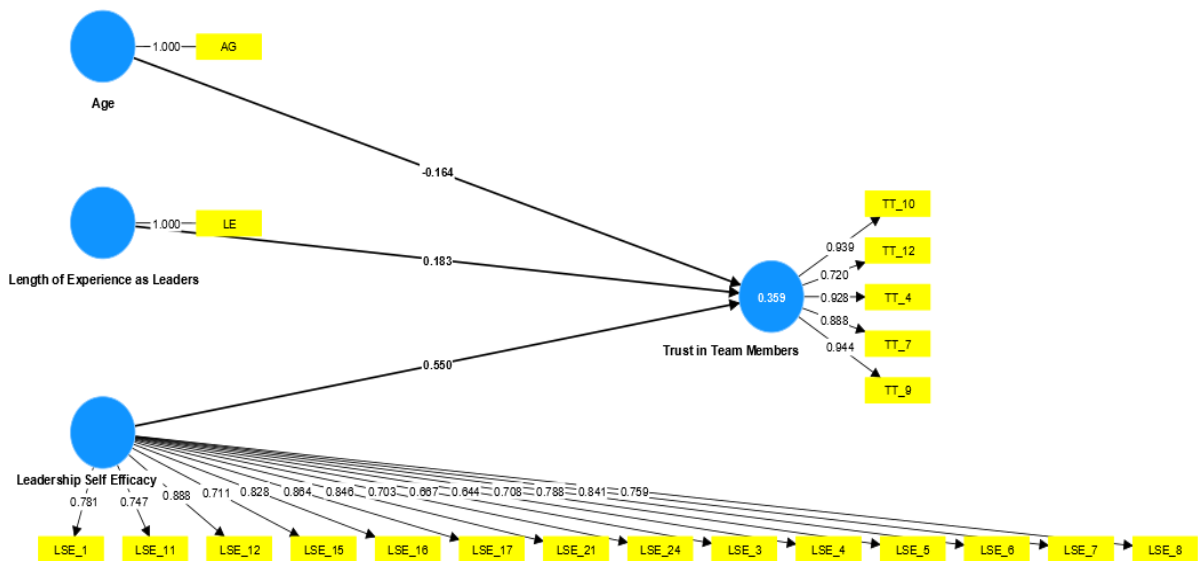 1.000
AG
Age
-0.164
1.000
LE
Length of Experience as Leaders
0.183
TT_10
0.939
TT_12
0.720
0.359
0.928
TT_4
0.888
TT_7
Trust in Team Members
0.944
TT_9
0.550
Leadership Self Efficacy
0.781 0.747 0.888 0.711 0.828 0.864 0.846 0.703 0.667 0.644 0.708 0.788 0.841 0.759
LSE_1 LSE_11 LSE_12 LSE_15 LSE_16 LSE_17 LSE_21 LSE_24 LSE_3 LSE_4 LSE_5 LSE_6 LSE_7 LSE_8